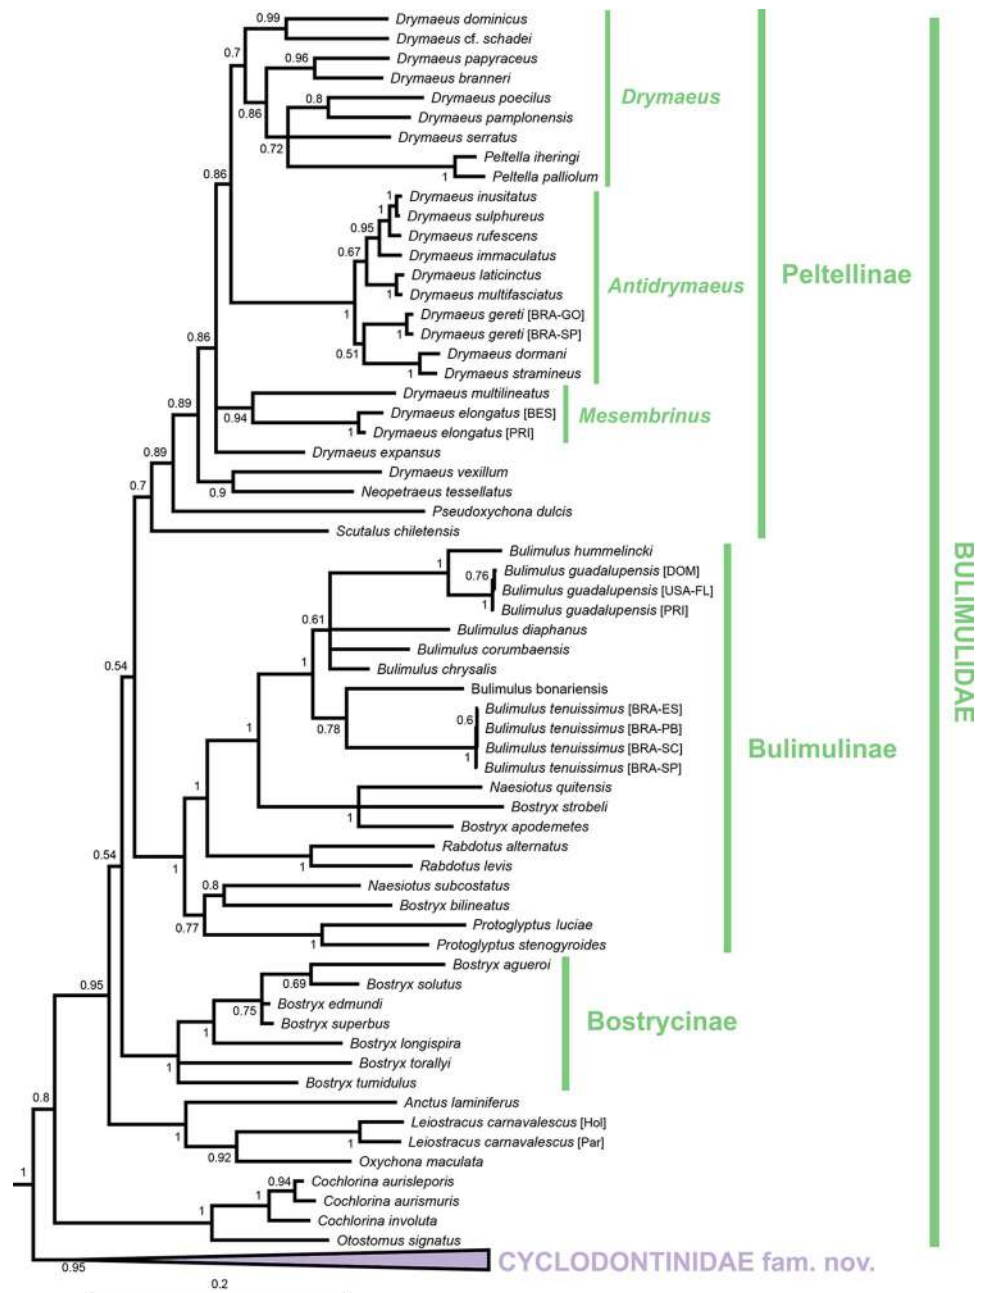 0.99
Drymaeus dominicus
Drymaeus cf. schadei
0.7
0.96
Drymaeus papyraceus
Drymaeus branneri
0.86
0.8
Drymaeus poecilus
Drymaeus pamplonensis
Drymaeus
Drymaeus serratus
0.72
Peltella iheringi
1
Peltella palliolum
0.86
1
Drymaeus inusitatus
1
Drymaeus sulphureus
0.95
Drymaeus rufescens
0.67
Drymaeus immaculatus
Drymaeus laticinctus
1
Drymaeus multifasciatus
Antidrymaeus
Peltellinae
1
Drymaeus gereti [BRA-GO]
1
Drymaeus gereti [BRA-SP]
0.51
Drymaeus dormani
1
Drymaeus stramineus
0.86
Drymaeus multilineatus
0.94
Drymaeus elongatus [BES]
1
Drymaeus elongatus [PRI]
Mesembrinus
0.89
Drymaeus expansus
0.89
Drymaeus vexillum
0.9
Neopetraeus tessellatus
0.7
Pseudoxychona dulcis
Scutalus chiletensis
Bulimulus hummelincki
1
0.76
Bulimulus guadalupensis [DOM]
Bulimulus guadalupensis [USA-FL]
1
Bulimulus guadalupensis [PRI]
0.61
Bulimulus diaphanus
Bulimulus corumbaensis
1
Bulimulus chrysalis
0.54
Bulimulus bonariensis
0.78
0.6
Bulimulus tenuissimus [BRA-ES]
Bulimulus tenuissimus [BRA-PB]
Bulimulus tenuissimus [BRA-SC]
1
Bulimulus tenuissimus [BRA-SP]
Bulimulinae
BULIMULIDAE
1
Naesiotus quitensis
Bostryx strobeli
1
Bostryx apodemetes
1
Rabdotus alternatus
1
Rabdotus levis
0.54
1
0.8
Naesiotus subcostatus
Bostryx bilineatus
0.77
Protoglyptus luciae
1
Protoglyptus stenogyroides
Bostryx agueroi
0.69
Bostryx solutus
0.95
0.75
Bostryx edmundi
Bostryx superbus
Bostrycinae
1
Bostryx longispira
1
Bostryx torallyi
Bostryx tumidulus
0.8
Anctus laminiferus
1
Leiostracus carnavalescus [Hol]
1
Leiostracus carnavalescus [Par]
0.92
Oxychona maculata
1
0.94
Cochlorina aurisleporis
1
Cochlorina aurismuris
1
Cochlorina involuta
Otostomus signatus
0.95
CYCLODONTINIDAE fam. nov.
0.2